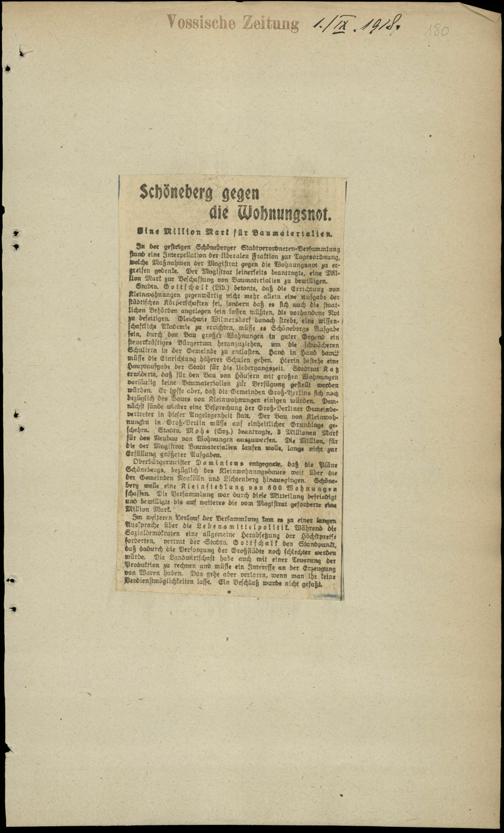 Vossische Zeitung 1./IX. 1918.
180
Schöneberg gegen
die Wohnungsnot.
Eine Million Mark für Baumaterialien.
In der gestrigen Schöneberger Stadtverordneten-Versammlung
stand eine Interpellation der liberalen Fraktion zur Tagesordnung,
welche Maßnahmen der Magistrat gegen die Wohnungsnot zu er-
greifen gedenke. Der Magistrat seinerseits beantragte, eine Mil-
lion Mark zur Beschaffung von Baumaterialien zu bewilligen.
Stadtv. Gottschalk (Lib.) betonte, daß die Errichtung von
Kleinwohnungen gegenwärtig nicht mehr allein eine Aufgabe der
städtischen Körperschaften sei, sondern daß es sich auch die staat-
lichen Behörden angelegen sein lassen müßten, die vorhandene Not
zu beseitigen. Gleichwie Wilmersdorf danach strebe, eine wissen-
schaftliche Akademie zu errichten, müsse es Schönebergs Aufgabe
sein, durch den Bau großer Wohnungen in guter Gegend ein
steuerkräftiges Bürgertum heranzuziehen, um die schwächeren
Schultern in der Gemeinde zu entlasten. Hand in Hand damit
müsse die Einrichtung höherer Schulen gehen. Hierin bestehe eine
Hauptaufgabe der Stadt für die Uebergangszeit. Stadtrat Katz
erwiderte, daß für den Bau von Häusern mit großen Wohnungen
vorläufig keine Baumaterialien zur Verfügung gestellt werden
würden. Er hoffe aber, daß die Gemeinden Groß-Berlins sich noch
bezüglich des Baues von Kleinwohnungen einigen würden. Dem-
nächst fände wieder eine Besprechung der Groß-Berliner Gemeinde-
vertreter in dieser Angelegenheit statt. Der Bau von Kleinwoh-
nungen in Groß-Berlin müsse auf einheitlicher Grundlage ge-
schehen. Stadtv. Mohs (Soz.) beantragte, 3 Millionen Mark
für den Neubau von Wohnungen auszuwerfen. Die Million, für
die der Magistrat Baumaterialien kaufen wolle, lange nicht zur
Erfüllung größerer Aufgaben.
Oberbürgermeister Dominicus entgegnete, daß die Pläne
Schönebergs, bezüglich des Kleinwohnungsbaues weit über die
der Gemeinden Neukölln und Lichtenberg hinausgingen. Schöne-
berg wolle eine Kleinsiedlung von 800 Wohnungen
schaffen. Die Versammlung war durch diese Mitteilung befriedigt
und bewilligte bis auf weiteres die vom Magistrat geforderte eine
Million Mark.
Im weiteren Verlauf der Versammlung kam es zu einer langen
Aussprache über die Lebensmittelpolitik. Während die
Sozialdemokraten eine allgemeine Herabsetzung der Höchstpreise
forderten, vertrat der Stadtv. Gottschalk den Standpunkt,
daß dadurch die Versorgung der Großstädte noch schlechter werden
würde. Die Landwirtschaft habe auch mit einer Teuerung der
Produktion zu rechnen und müsse ein Interesse an der Erzeugung
von Waren haben. Das gehe aber verloren, wenn man ihr keine
Verdienstmöglichkeiten lasse. Ein Beschluß wurde nicht gefaßt.